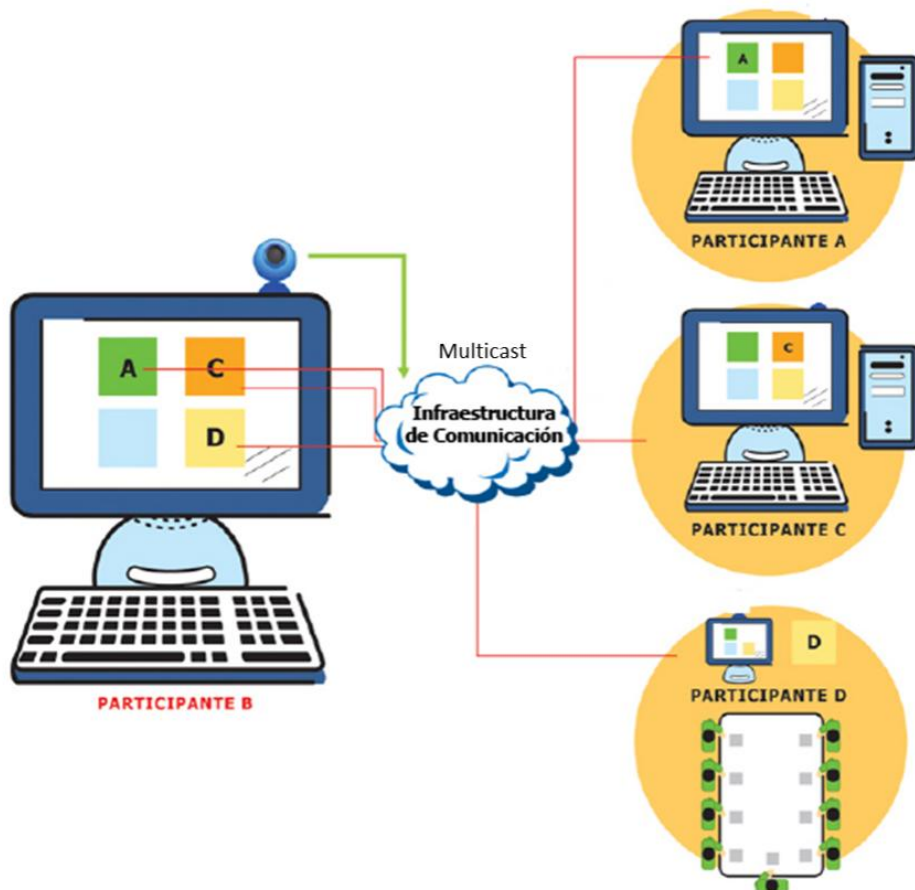 A
PARTICIPANTE A
Multicast
Infraestructura
de Comunicación
A C
D
C
PARTICIPANTE C
PARTICIPANTE B
D
PARTICIPANTE D